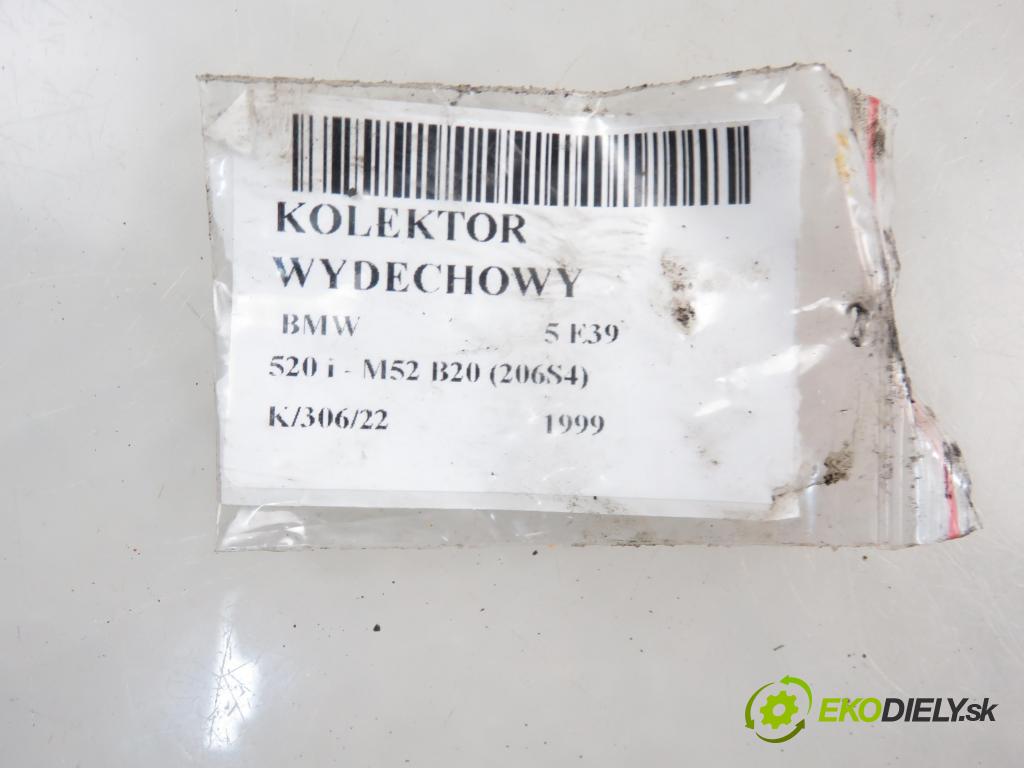 KOLEKTOR
WYDECHOWY
BMW 5 E39
520 i - M52 B20 (206S4)
K/306/22 1999
EKODIELY.sk